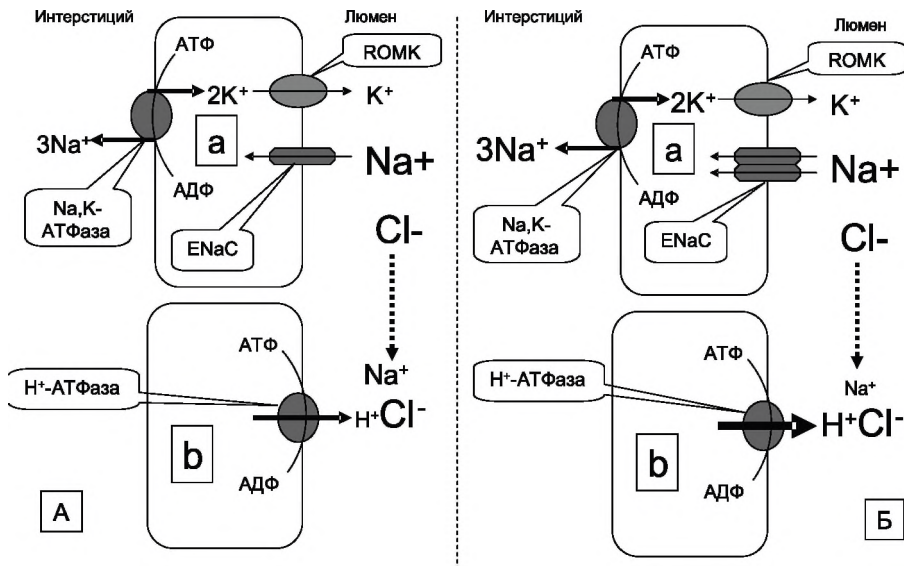 Интерстиций
Люмен
АТФ
ROMK
2K⁺
K⁺
3Na⁺
a
Na+
АДФ
Na,K-
АТФаза
ENaC
Cl-
АТФ
Na⁺
H⁺-АТФаза
H⁺Cl⁻
b
АДФ
А
Интерстиций
Люмен
ROMK
АТФ
2K⁺
K⁺
3Na⁺
a
Na+
АДФ
Na,K-
АТФаза
ENaC
Cl-
АТФ
Na⁺
H⁺-АТФаза
H⁺Cl⁻
b
АДФ
Б